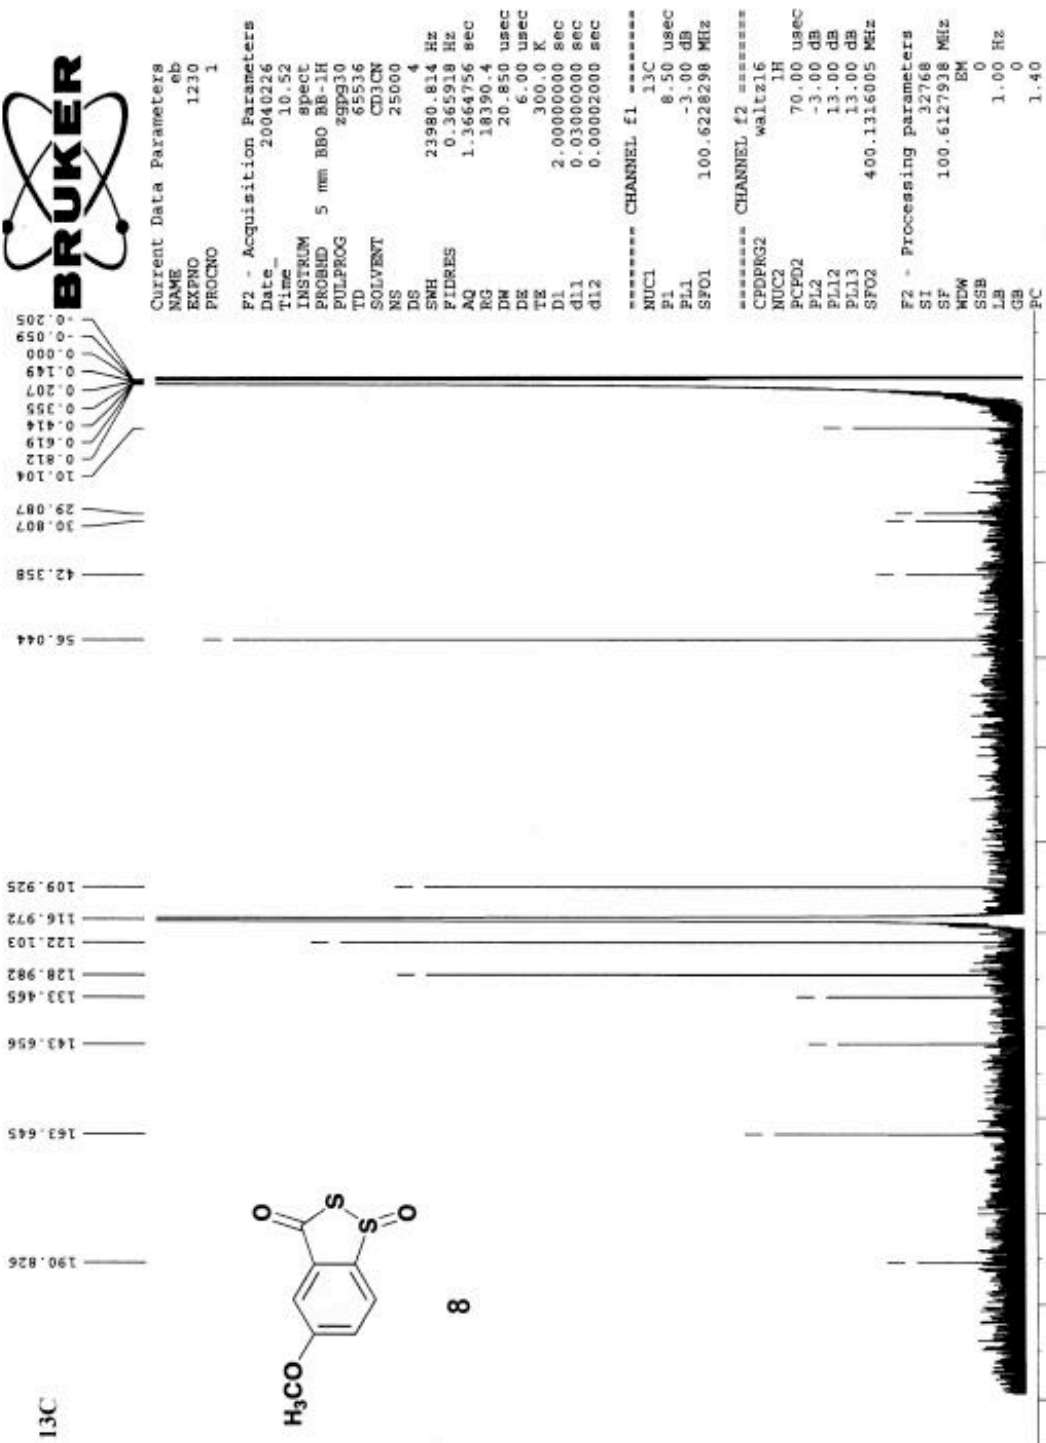 13C
BRUKER
Current Data Parameters
NAME eb
EXPNO 1230
PROCNO 1
F2 - Acquisition Parameters
Date_ 20040226
Time 10.52
INSTRUM spect
PROBHD 5 mm BBO BB-1H
PULPROG zgpg30
TD 65536
SOLVENT CD3CN
NS 25000
DS 4
SWH 23980.814 Hz
FIDRES 0.365918 Hz
AQ 1.3664756 sec
RG 18390.4
DW 20.850 usec
DE 6.00 usec
TE 300.0 K
D1 2.00000000 sec
d11 0.03000000 sec
d12 0.00002000 sec
======== CHANNEL f1 ========
NUC1 13C
P1 8.50 usec
PL1 -3.00 dB
SFO1 100.6228298 MHz
======== CHANNEL f2 ========
CPDPRG2 waltz16
NUC2 1H
PCPD2 70.00 usec
PL2 -3.00 dB
PL12 13.00 dB
PL13 13.00 dB
SFO2 400.1316005 MHz
F2 - Processing parameters
SI 32768
SF 100.6127938 MHz
WDW EM
SSB 0
LB 1.00 Hz
GB 0
PC 1.40
190.826
163.645
143.656
133.465
128.982
122.103
116.972
109.925
56.044
42.358
30.807
29.087
10.104
0.812
0.619
0.414
0.355
0.207
0.149
0.000
-0.059
-0.205
O
S
S
O
H3CO
8